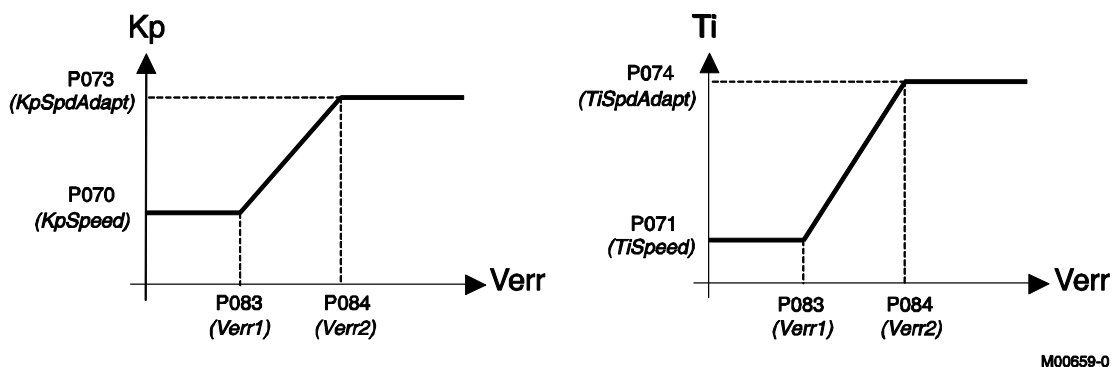 Kp
P073
(KpSpdAdapt)
P070
(KpSpeed)
Verr
P083
(Verr1)
P084
(Verr2)
Ti
P074
(TiSpdAdapt)
P071
(TiSpeed)
Verr
P083
(Verr1)
P084
(Verr2)
M00659-0